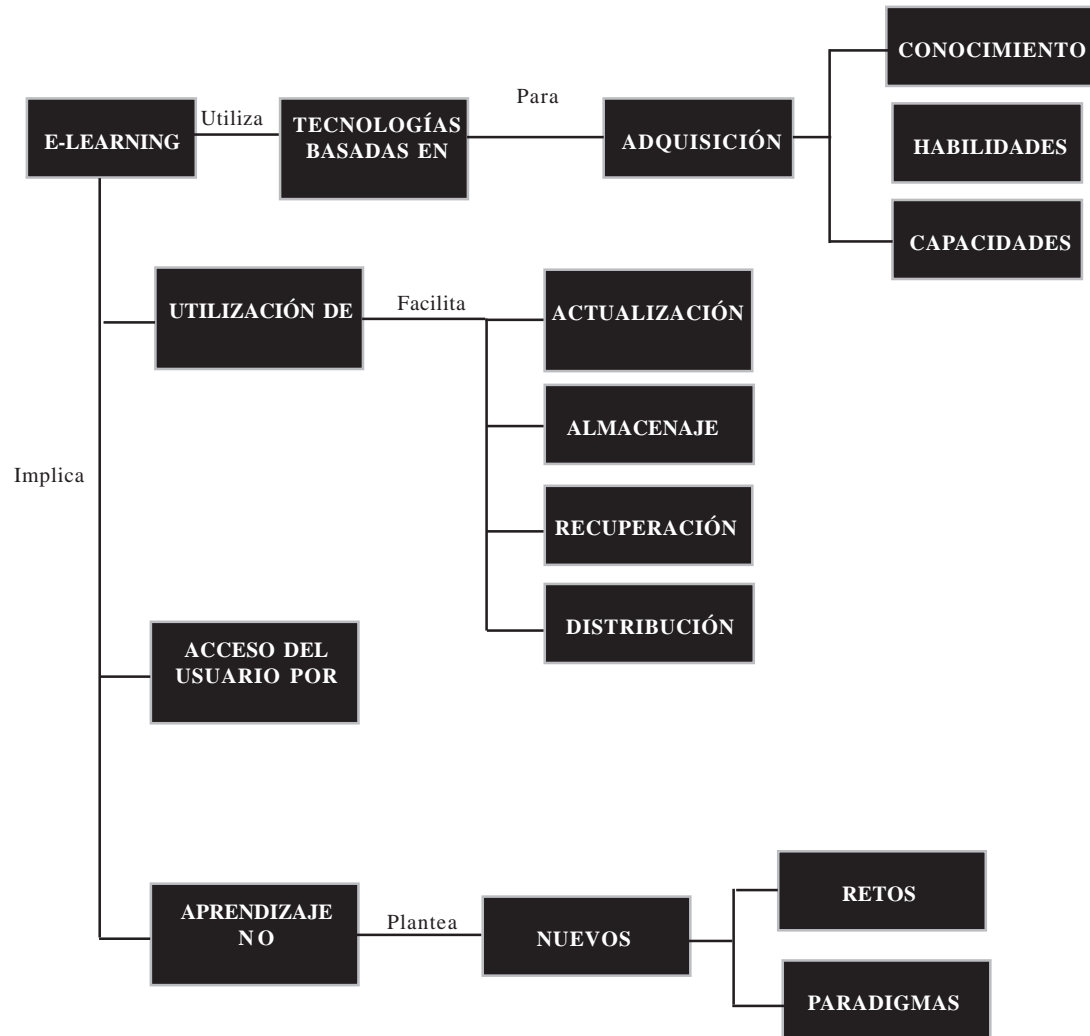 E-LEARNING
Utiliza
TECNOLOGÍAS
BASADAS EN
Para
ADQUISICIÓN
CONOCIMIENTO
HABILIDADES
CAPACIDADES
Implica
UTILIZACIÓN DE
Facilita
ACTUALIZACIÓN
ALMACENAJE
RECUPERACIÓN
DISTRIBUCIÓN
ACCESO DEL
USUARIO POR
APRENDIZAJE
NO
Plantea
NUEVOS
RETOS
PARADIGMAS